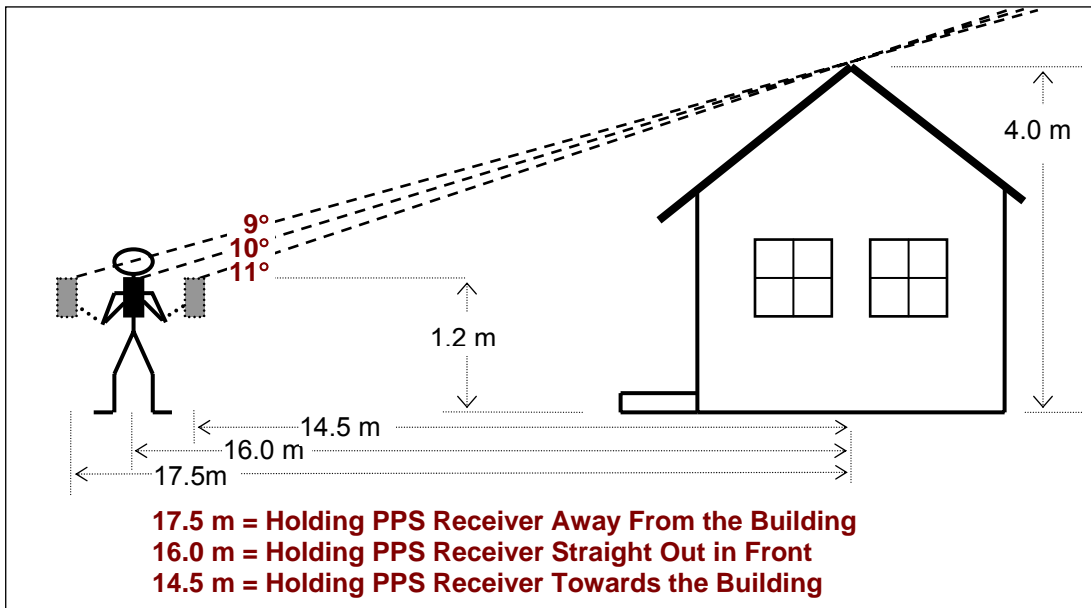 4.0 m
9°
10°
11°
1.2 m
14.5 m
16.0 m
17.5m
17.5 m = Holding PPS Receiver Away From the Building
16.0 m = Holding PPS Receiver Straight Out in Front
14.5 m = Holding PPS Receiver Towards the Building